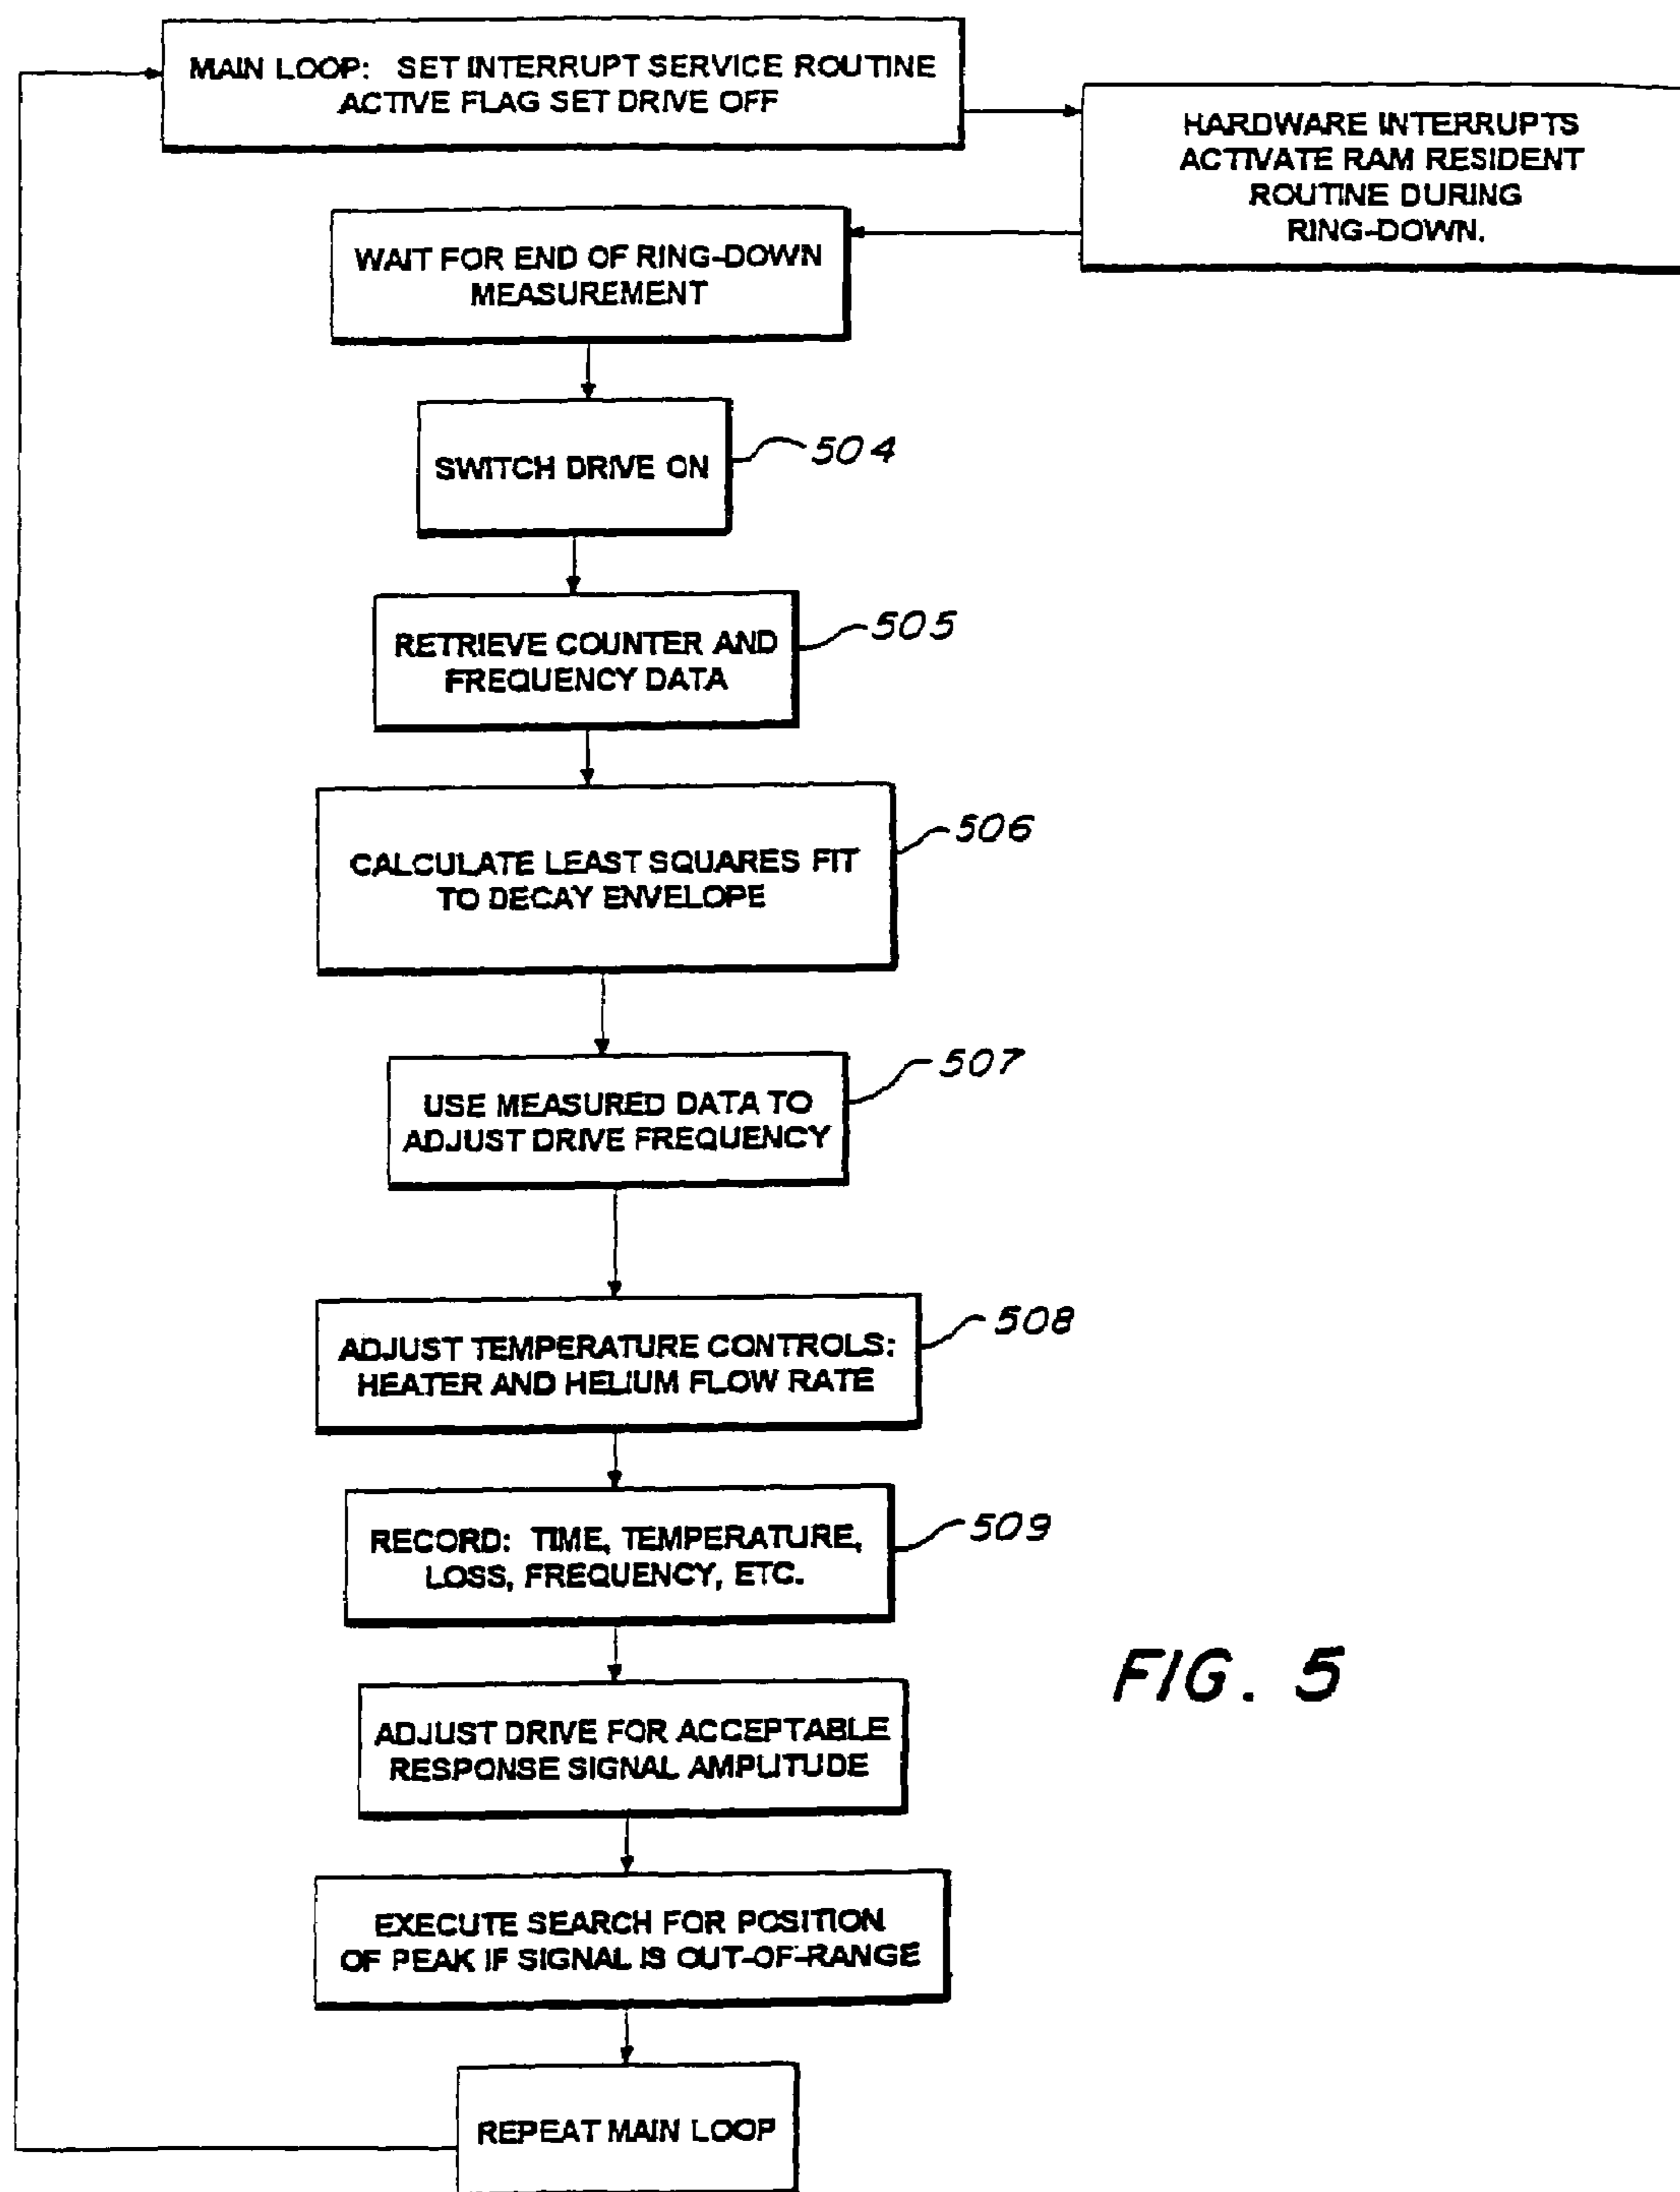 MAIN LOOP: SET INTERRUPT SERVICE ROUTINE
ACTIVE FLAG SET DRIVE OFF
HARDWARE INTERRUPTS
ACTIVATE RAM RESIDENT
ROUTINE DURING
RING-DOWN.
WAIT FOR END OF RING-DOWN
MEASUREMENT
SWITCH DRIVE ON
504
RETRIEVE COUNTER AND
FREQUENCY DATA
505
CALCULATE LEAST SQUARES FIT
TO DECAY ENVELOPE
506
USE MEASURED DATA TO
ADJUST DRIVE FREQUENCY
507
ADJUST TEMPERATURE CONTROLS:
HEATER AND HELIUM FLOW RATE
508
RECORD: TIME, TEMPERATURE,
LOSS, FREQUENCY, ETC.
509
ADJUST DRIVE FOR ACCEPTABLE
RESPONSE SIGNAL AMPLITUDE
FIG. 5
EXECUTE SEARCH FOR POSITION
OF PEAK IF SIGNAL IS OUT-OF-RANGE
REPEAT MAIN LOOP